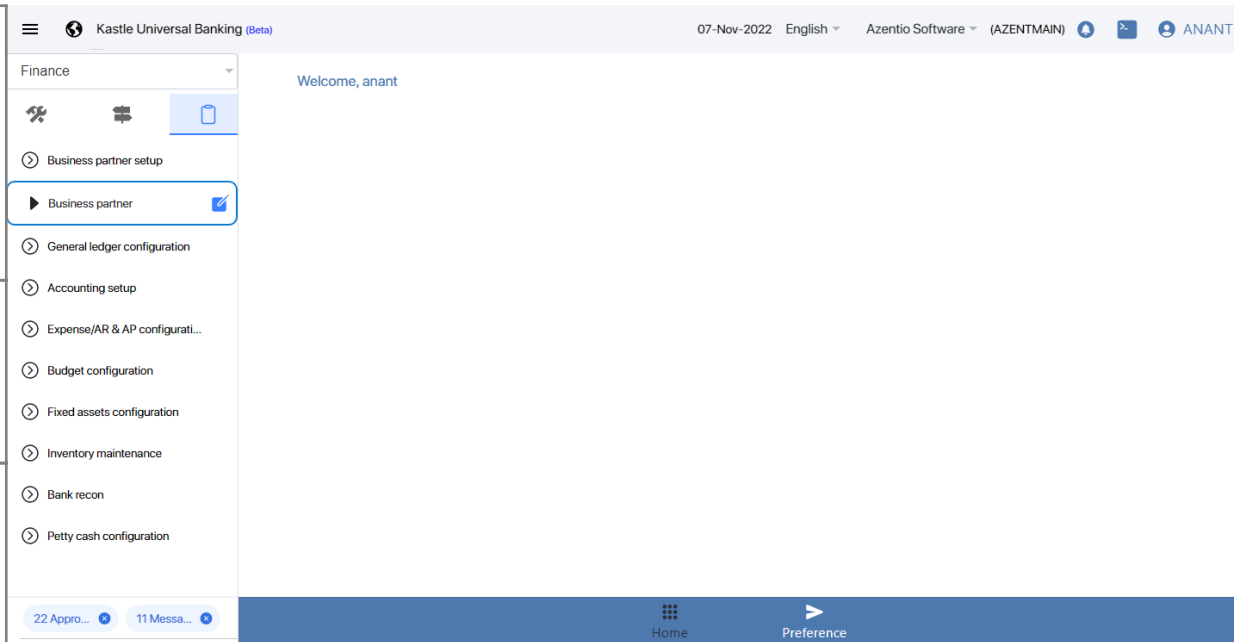 Kastle Universal Banking (Beta)
07-Nov-2022 English Azentio Software (AZENTMAIN) ANANT
Finance
Welcome, anant
Business partner setup
Business partner
General ledger configuration
Accounting setup
Expense/AR & AP configurati...
Budget configuration
Fixed assets configuration
Inventory maintenance
Bank recon
Petty cash configuration
22 Appro... 11 Messa...
Home Preference